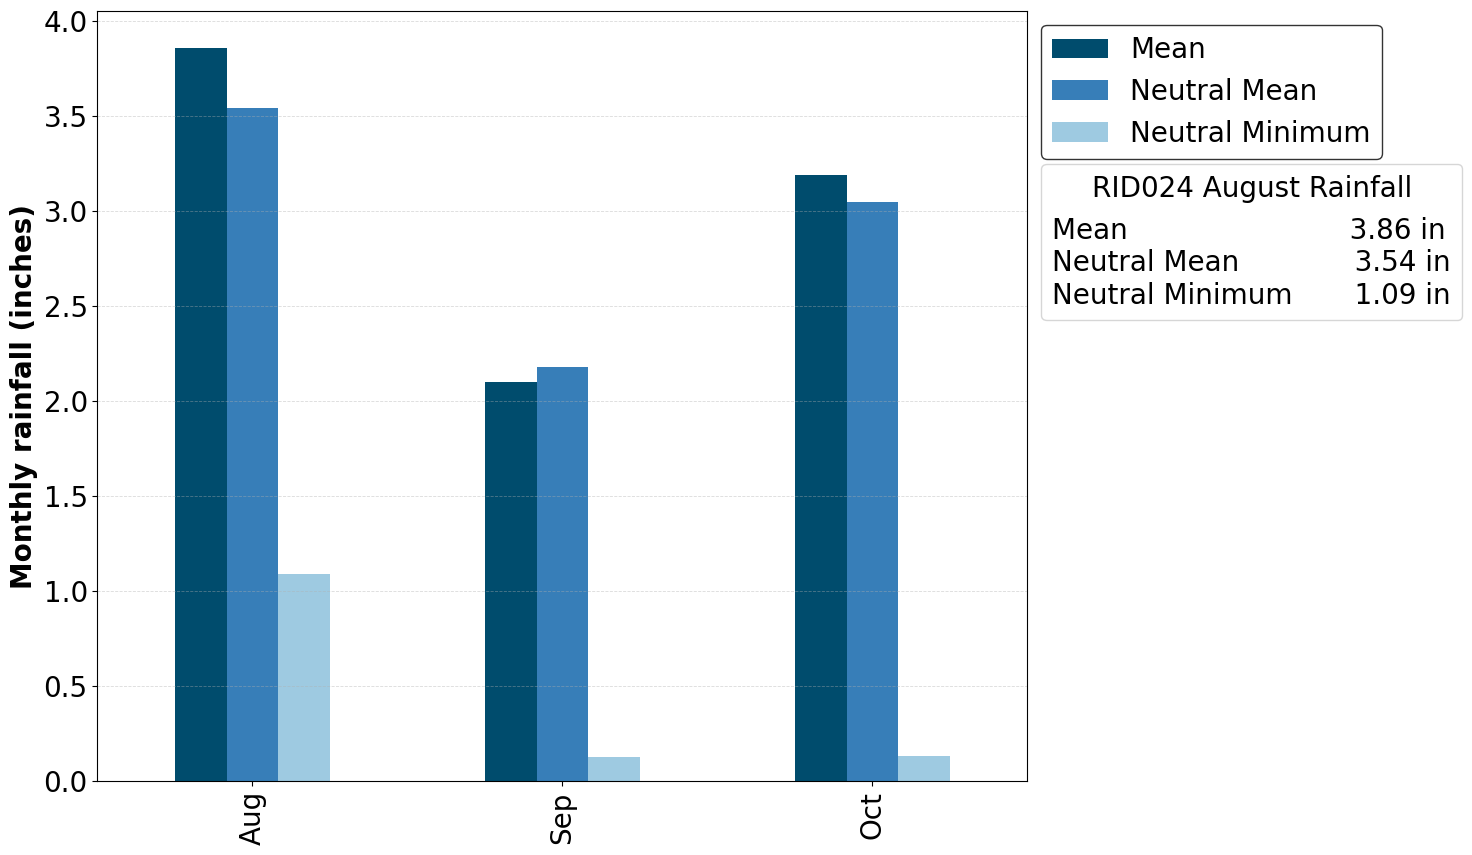 4.0
3.5
3.0
2.5
2.0
1.5
1.0
0.5
0.0
Monthly rainfall (inches)
Aug
Sep
Oct
Mean
Neutral Mean
Neutral Minimum
RID024 August Rainfall
Mean 3.86 in
Neutral Mean 3.54 in
Neutral Minimum 1.09 in